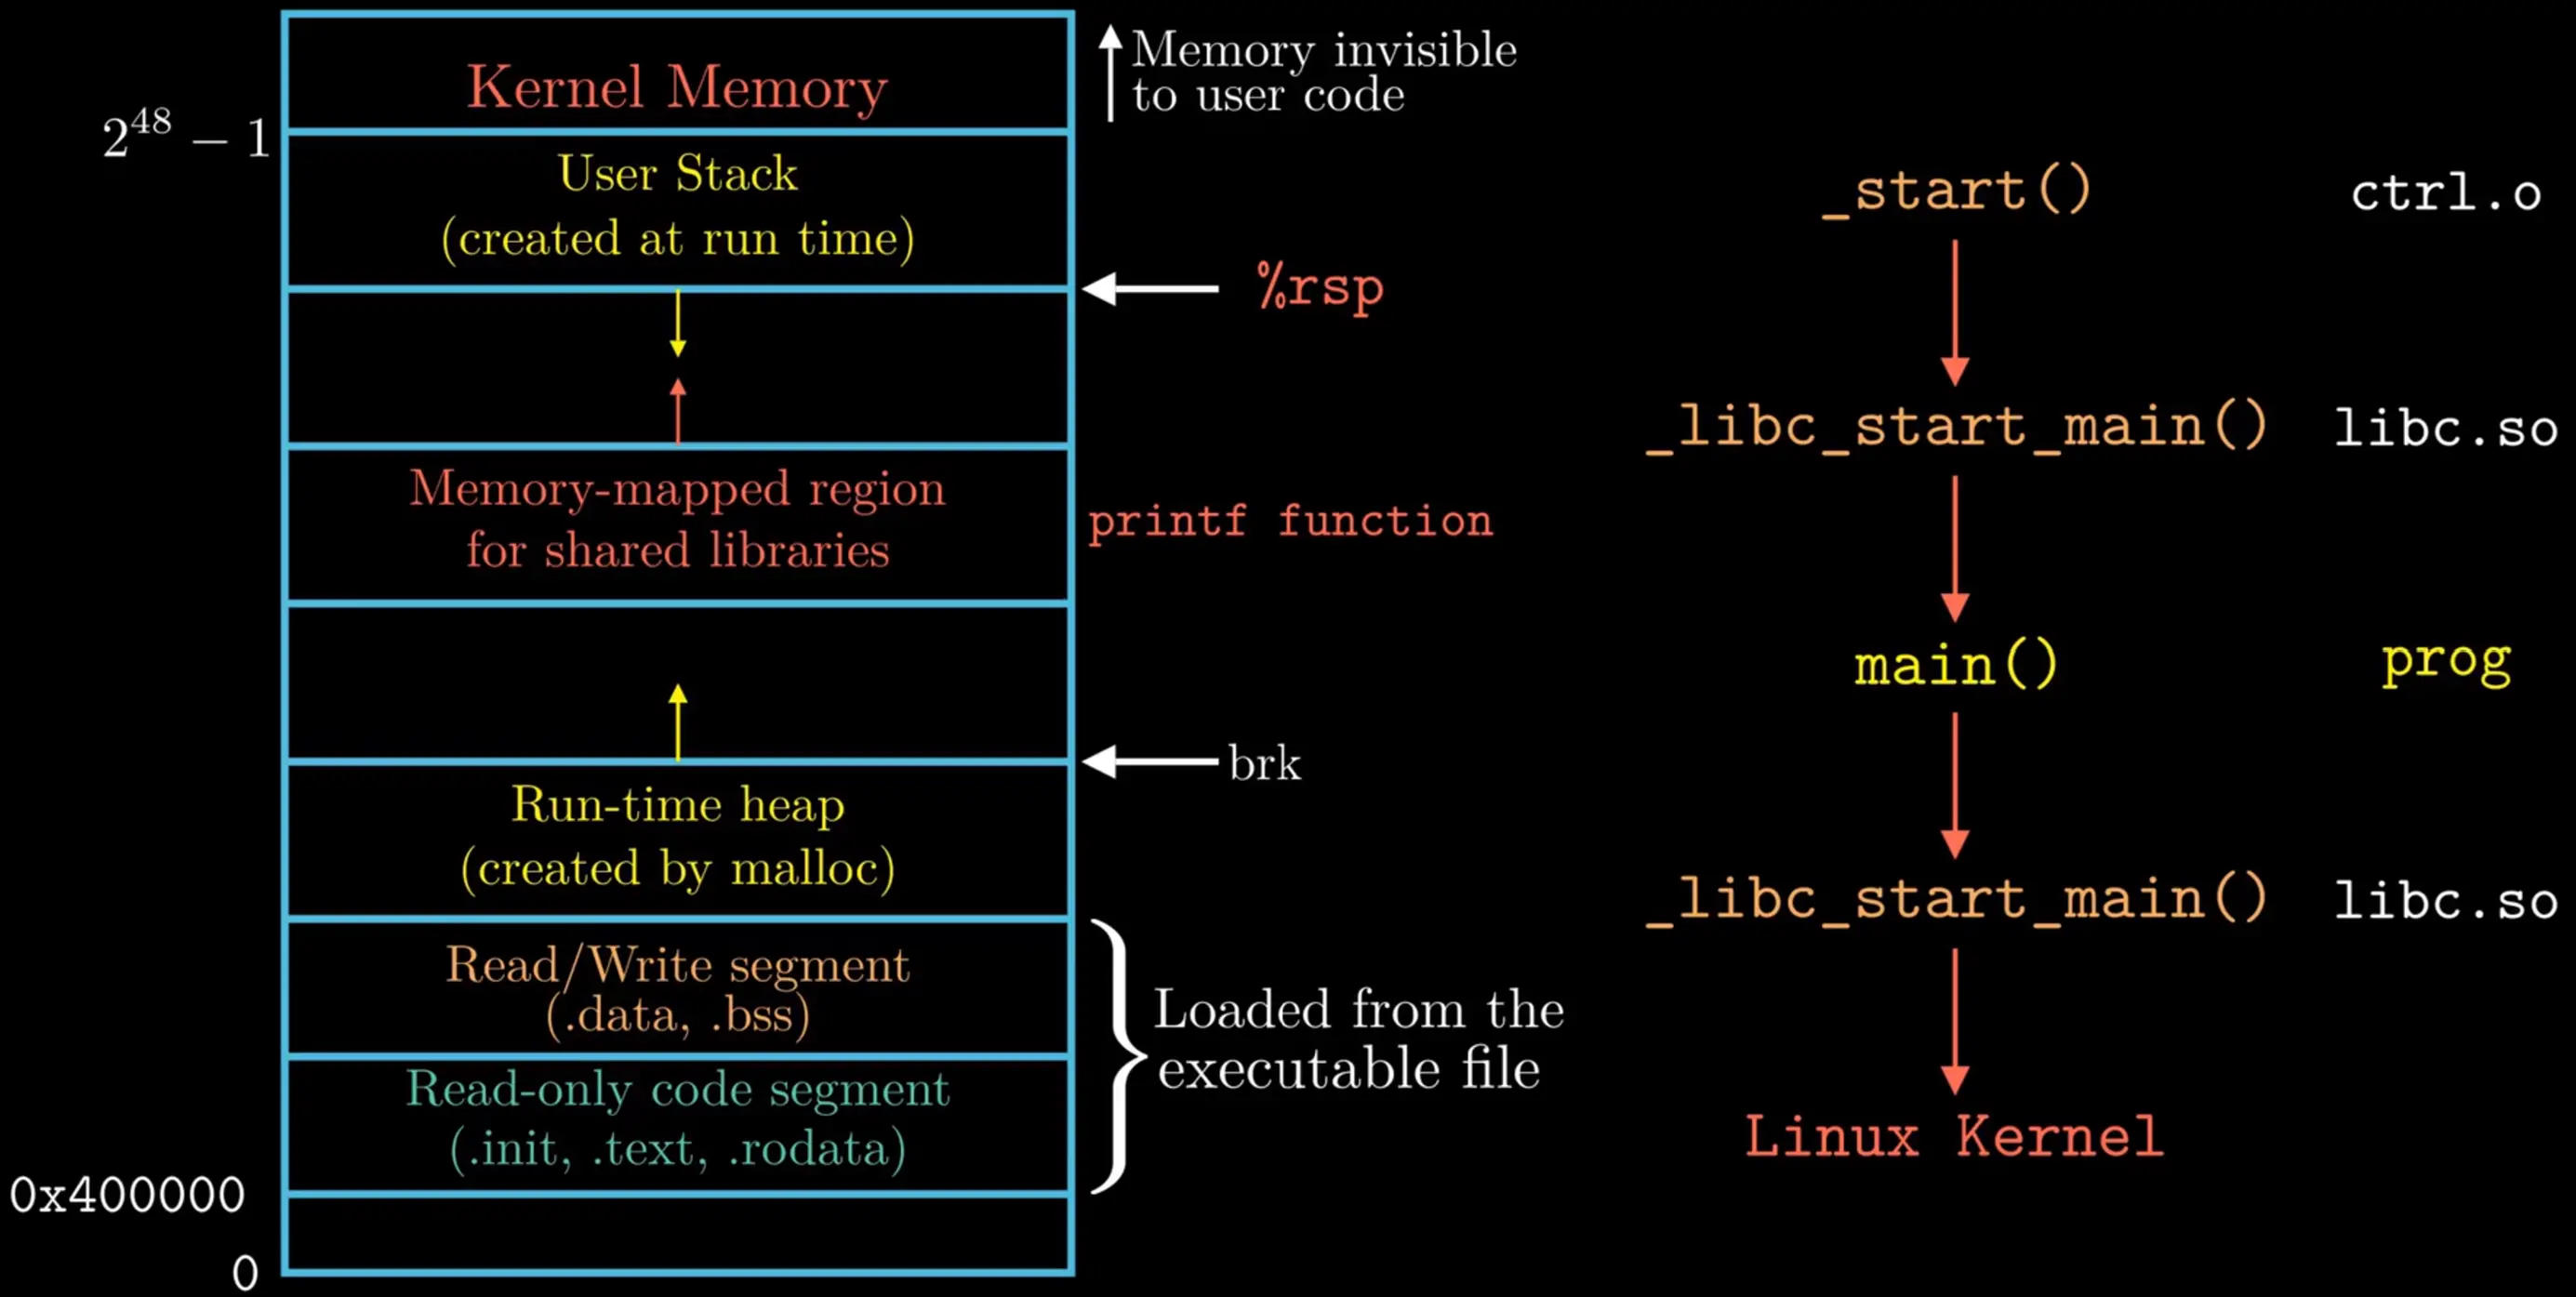 Kernel Memory
Memory invisible
to user code
2^48 − 1
User Stack
(created at run time)
%rsp
Memory-mapped region
for shared libraries
printf function
brk
Run-time heap
(created by malloc)
Read/Write segment
(.data, .bss)
Read-only code segment
(.init, .text, .rodata)
Loaded from the
executable file
0x400000
0
_start()
ctrl.o
_libc_start_main()
libc.so
main()
prog
_libc_start_main()
libc.so
Linux Kernel